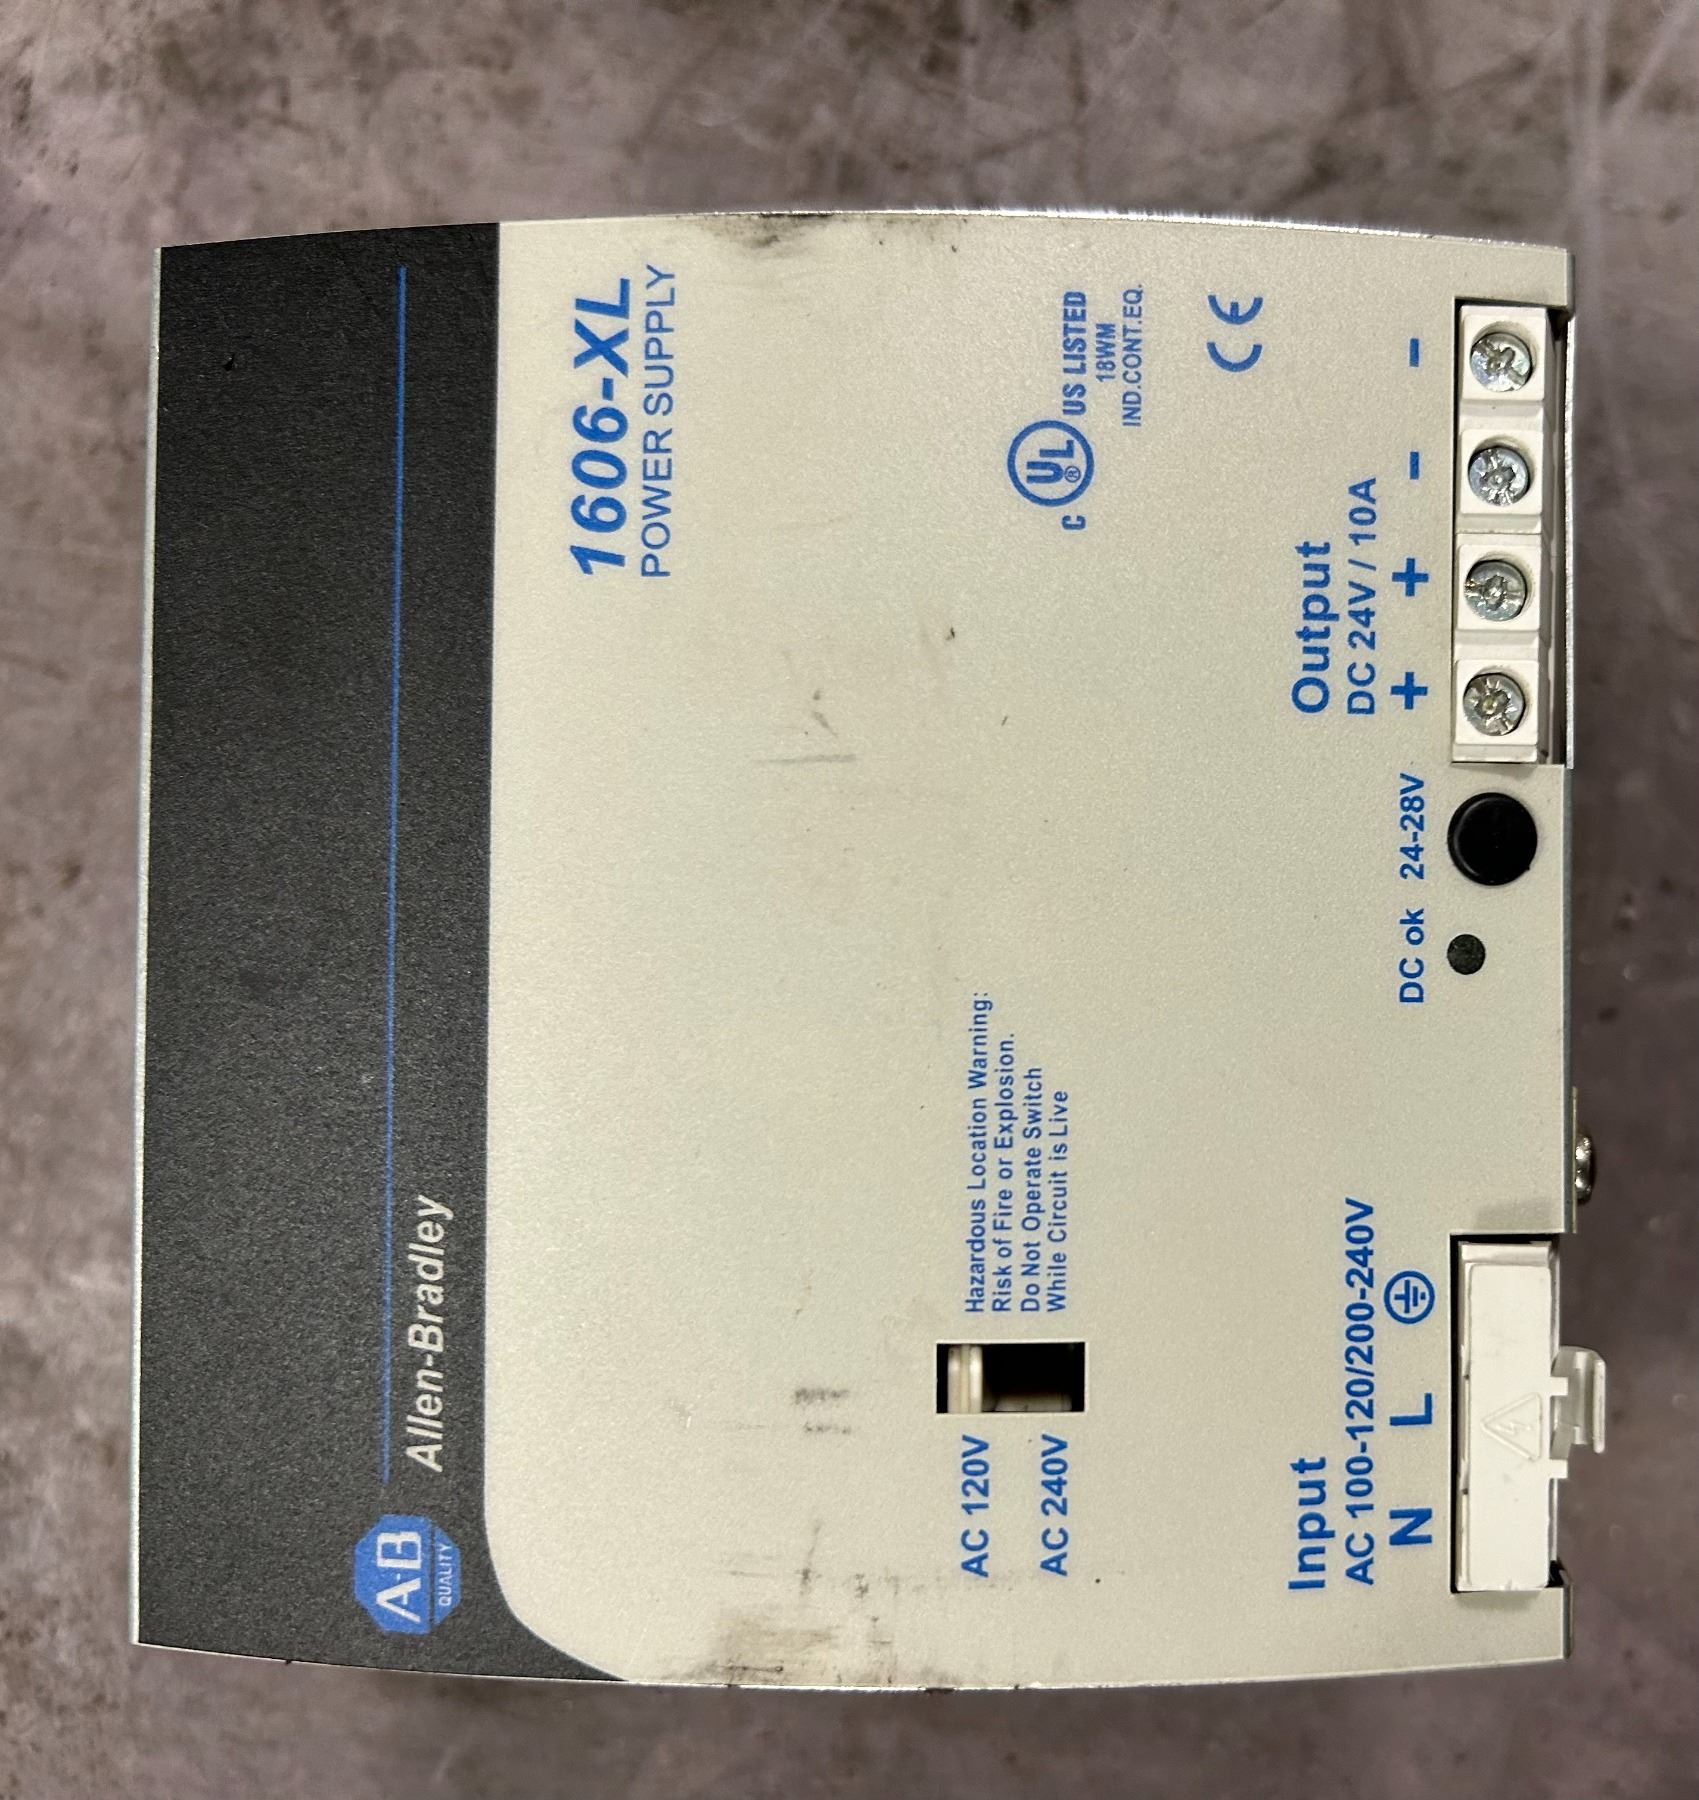 A-B
QUALITY
Allen-Bradley
1606-XL
POWER SUPPLY
AC 120V
AC 240V
Hazardous Location Warning:
Risk of Fire or Explosion.
Do Not Operate Switch
While Circuit is Live
C UL ® US LISTED
18WM
IND.CONT.EQ.
CE
Input
AC 100-120/200-240V
N L
DC ok 24-28V
Output
DC 24V / 10A
+ + - -